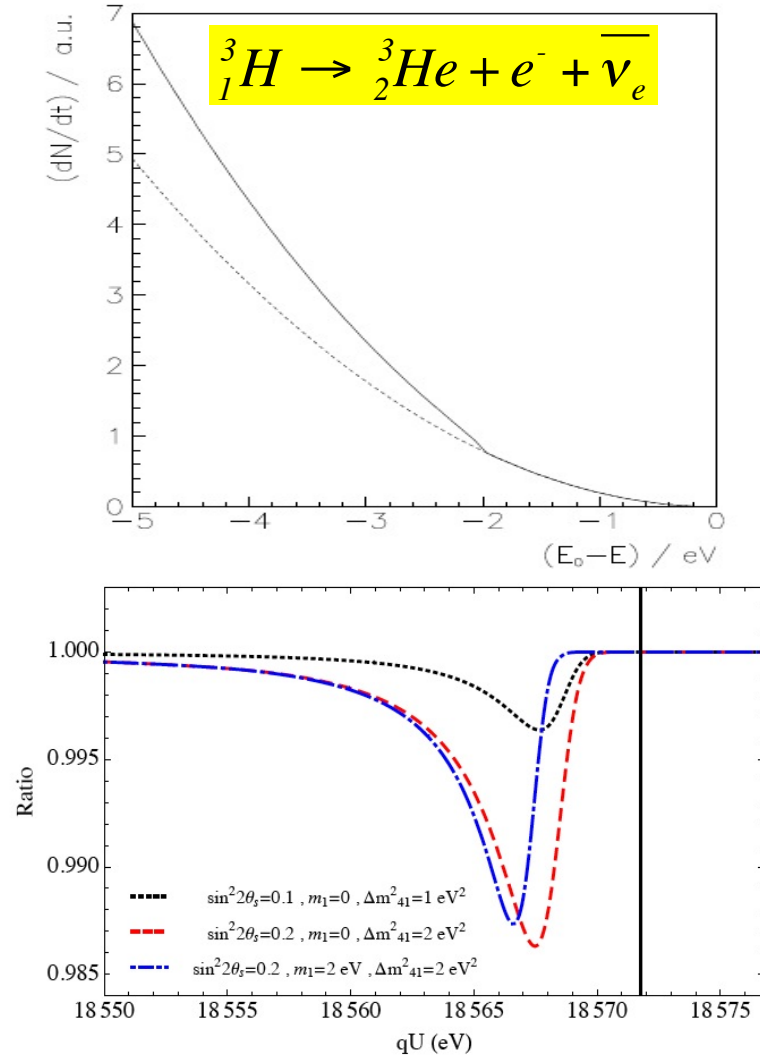 ³₁H → ³₂He + e⁻ + ν̅ₑ
(dN/dt) / a.u.
7
6
5
4
3
2
1
0
−5 −4 −3 −2 −1 0
(E₀−E) / eV
Ratio
1.000
0.995
0.990
0.985
sin²2θₛ=0.1 , m₁=0 , Δm²₄₁=1 eV²
sin²2θₛ=0.2 , m₁=0 , Δm²₄₁=2 eV²
sin²2θₛ=0.2 , m₁=2 eV , Δm²₄₁=2 eV²
18 550 18 555 18 560 18 565 18 570 18 575
qU (eV)